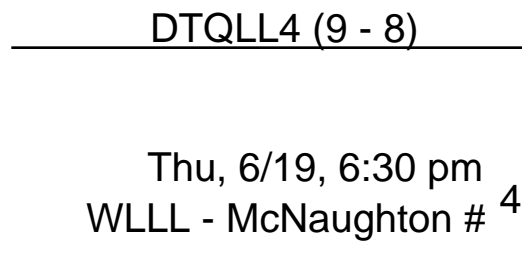 DTQLL4 (9 - 8)
Thu, 6/19, 6:30 pm
WLLL - McNaughton # 4